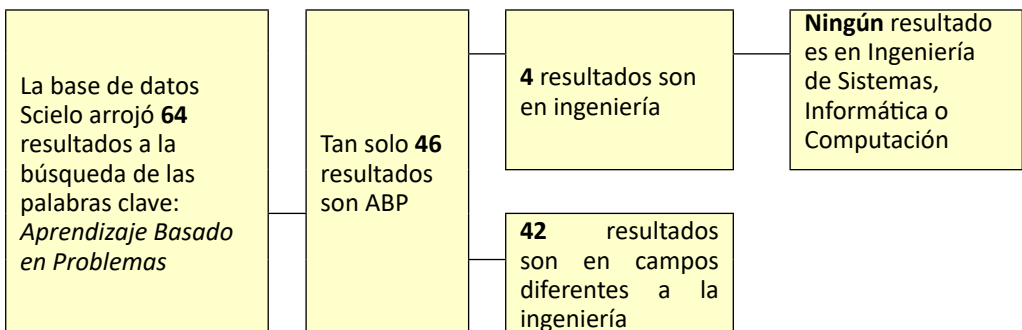 La base de datos
Scielo arrojó 64
resultados a la
búsqueda de las
palabras clave:
Aprendizaje Basado
en Problemas
Tan solo 46
resultados
son ABP
4 resultados son
en ingeniería
42 resultados
son en campos
diferentes a la
ingeniería
Ningún resultado
es en Ingeniería
de Sistemas,
Informática o
Computación